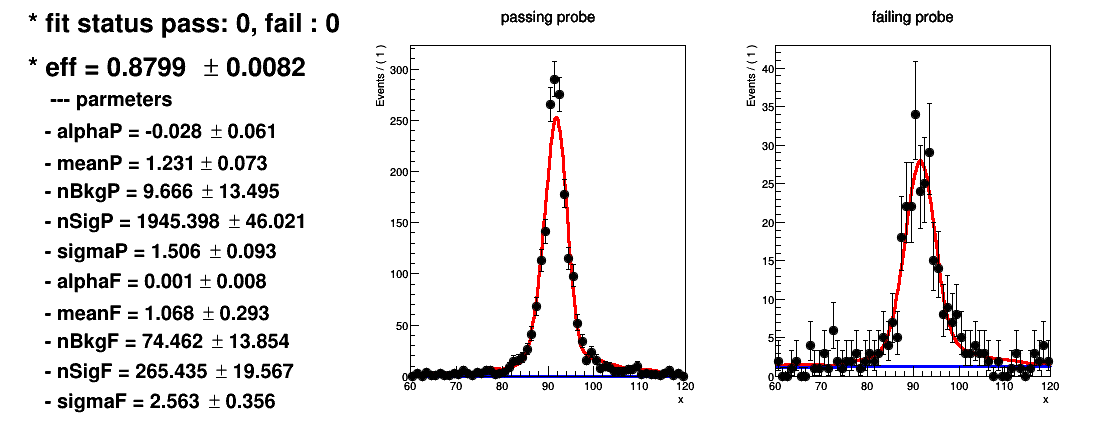 * fit status pass: 0, fail : 0
* eff = 0.8799 ± 0.0082
--- parmeters
- alphaP = -0.028 ± 0.061
- meanP = 1.231 ± 0.073
- nBkgP = 9.666 ± 13.495
- nSigP = 1945.398 ± 46.021
- sigmaP = 1.506 ± 0.093
- alphaF = 0.001 ± 0.008
- meanF = 1.068 ± 0.293
- nBkgF = 74.462 ± 13.854
- nSigF = 265.435 ± 19.567
- sigmaF = 2.563 ± 0.356
passing probe
Events / ( 1 )
300
250
200
150
100
50
0
60 70 80 90 100 110 120
x
failing probe
Events / ( 1 )
40
35
30
25
20
15
10
5
0
60 70 80 90 100 110 120
x